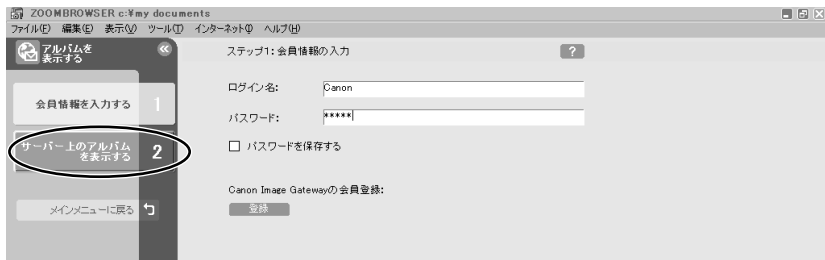 ZOOMBROWSER c:¥my documents
ファイル(F) 編集(E) 表示(V) ツール(T) インターネット(I) ヘルプ(H)
アルバムを
表示する
«
ステップ1:会員情報の入力
?
会員情報を入力する 1
ログイン名: Canon
パスワード: *****
サーバー上のアルバム
を表示する 2
パスワードを保存する
Canon Image Gatewayの会員登録:
メインメニューに戻る
登録